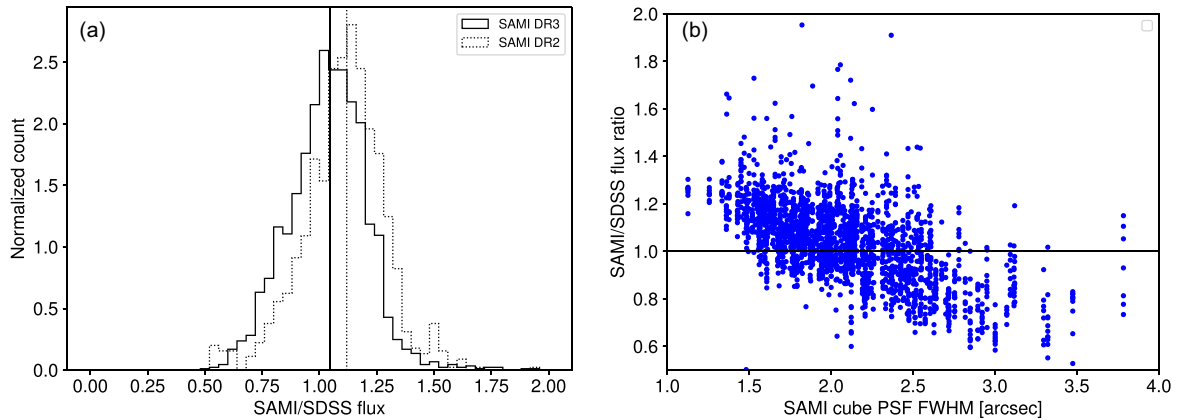 (a)
SAMI DR3
SAMI DR2
Normalized count
2.5
2.0
1.5
1.0
0.5
0.0
0.00 0.25 0.50 0.75 1.00 1.25 1.50 1.75 2.00
SAMI/SDSS flux
(b)
SAMI/SDSS flux ratio
2.0
1.8
1.6
1.4
1.2
1.0
0.8
0.6
1.0 1.5 2.0 2.5 3.0 3.5 4.0
SAMI cube PSF FWHM [arcsec]